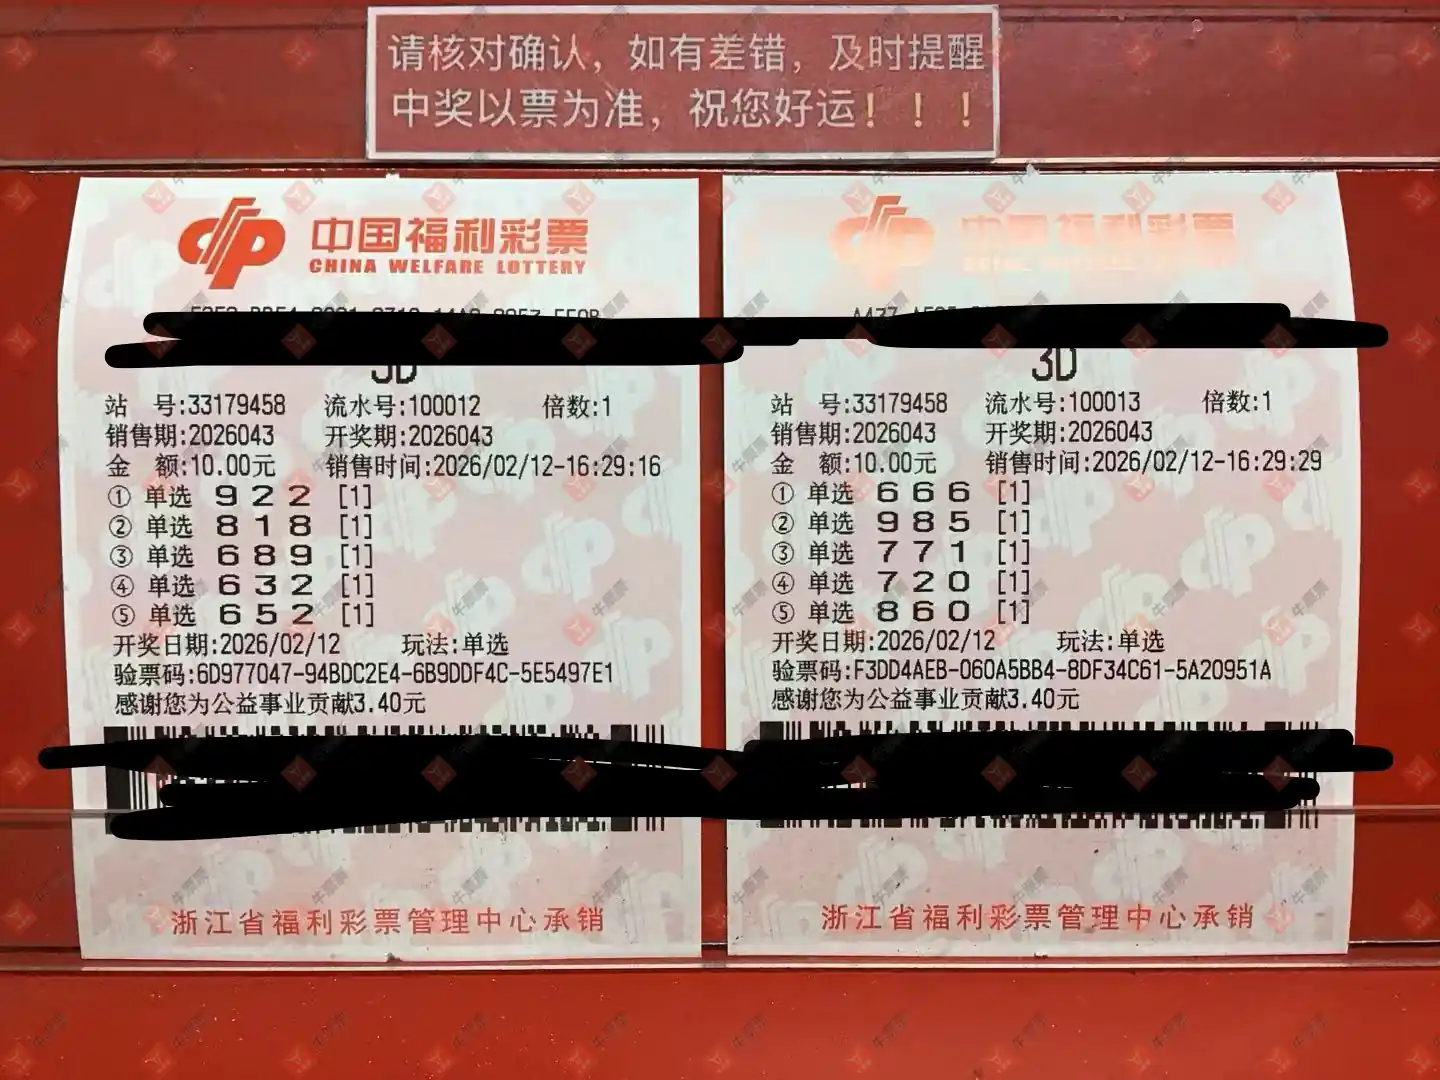 请核对确认，如有差错，及时提醒
中奖以票为准，祝您好运！！！
中国福利彩票
CHINA WELFARE LOTTERY
3D
站 号:33179458 流水号:100012 倍数:1
销售期:2026043 开奖期:2026043
金 额:10.00元 销售时间:2026/02/12-16:29:16
① 单选 9 2 2 [1]
② 单选 8 1 8 [1]
③ 单选 6 8 9 [1]
④ 单选 6 3 2 [1]
⑤ 单选 6 5 2 [1]
开奖日期:2026/02/12 玩法:单选
验票码:6D977047-94BDC2E4-6B9DDF4C-5E5497E1
感谢您为公益事业贡献3.40元
浙江省福利彩票管理中心承销
中国福利彩票
3D
站 号:33179458 流水号:100013 倍数:1
销售期:2026043 开奖期:2026043
金 额:10.00元 销售时间:2026/02/12-16:29:29
① 单选 6 6 6 [1]
② 单选 9 8 5 [1]
③ 单选 7 7 1 [1]
④ 单选 7 2 0 [1]
⑤ 单选 8 6 0 [1]
开奖日期:2026/02/12 玩法:单选
验票码:F3DD4AEB-060A5BB4-8DF34C61-5A20951A
感谢您为公益事业贡献3.40元
浙江省福利彩票管理中心承销